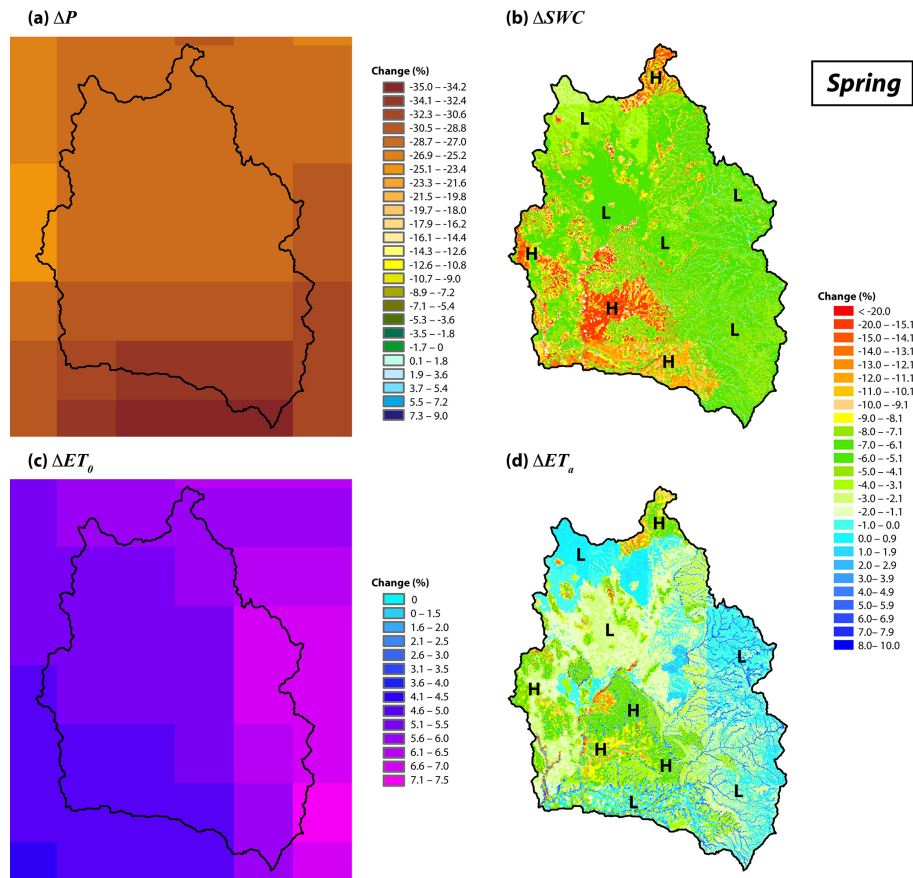 (a) ΔP
(b) ΔSWC
Spring
Change (%)
-35.0 – -34.2
-34.1 – -32.4
-32.3 – -30.6
-30.5 – -28.8
-28.7 – -27.0
-26.9 – -25.2
-25.1 – -23.4
-23.3 – -21.6
-21.5 – -19.8
-19.7 – -18.0
-17.9 – -16.2
-16.1 – -14.4
-14.3 – -12.6
-12.6 – -10.8
-10.7 – -9.0
-8.9 – -7.2
-7.1 – -5.4
-5.3 – -3.6
-3.5 – -1.8
-1.7 – 0
0.1 – 1.8
1.9 – 3.6
3.7 – 5.4
5.5 – 7.2
7.3 – 9.0
H
L
L
L
L
H
H
L
H
Change (%)
< -20.0
-20.0 – -15.1
-15.0 – -14.1
-14.0 – -13.1
-13.0 – -12.1
-12.0 – -11.1
-11.0 – -10.1
-10.0 – -9.1
-9.0 – -8.1
-8.0 – -7.1
-7.0 – -6.1
-6.0 – -5.1
-5.0 – -4.1
-4.0 – -3.1
-3.0 – -2.1
-2.0 – -1.1
-1.0 – 0.0
0.0 – 0.9
1.0 – 1.9
2.0 – 2.9
3.0 – 3.9
4.0 – 4.9
5.0 – 5.9
6.0 – 6.9
7.0 – 7.9
8.0– 10.0
(c) ΔET0
(d) ΔETa
Change (%)
0
0 – 1.5
1.6 – 2.0
2.1 – 2.5
2.6 – 3.0
3.1 – 3.5
3.6 – 4.0
4.1 – 4.5
4.6 – 5.0
5.1 – 5.5
5.6 – 6.0
6.1 – 6.5
6.6 – 7.0
7.1 – 7.5
H
L
L
L
H
H
H
H
L
L